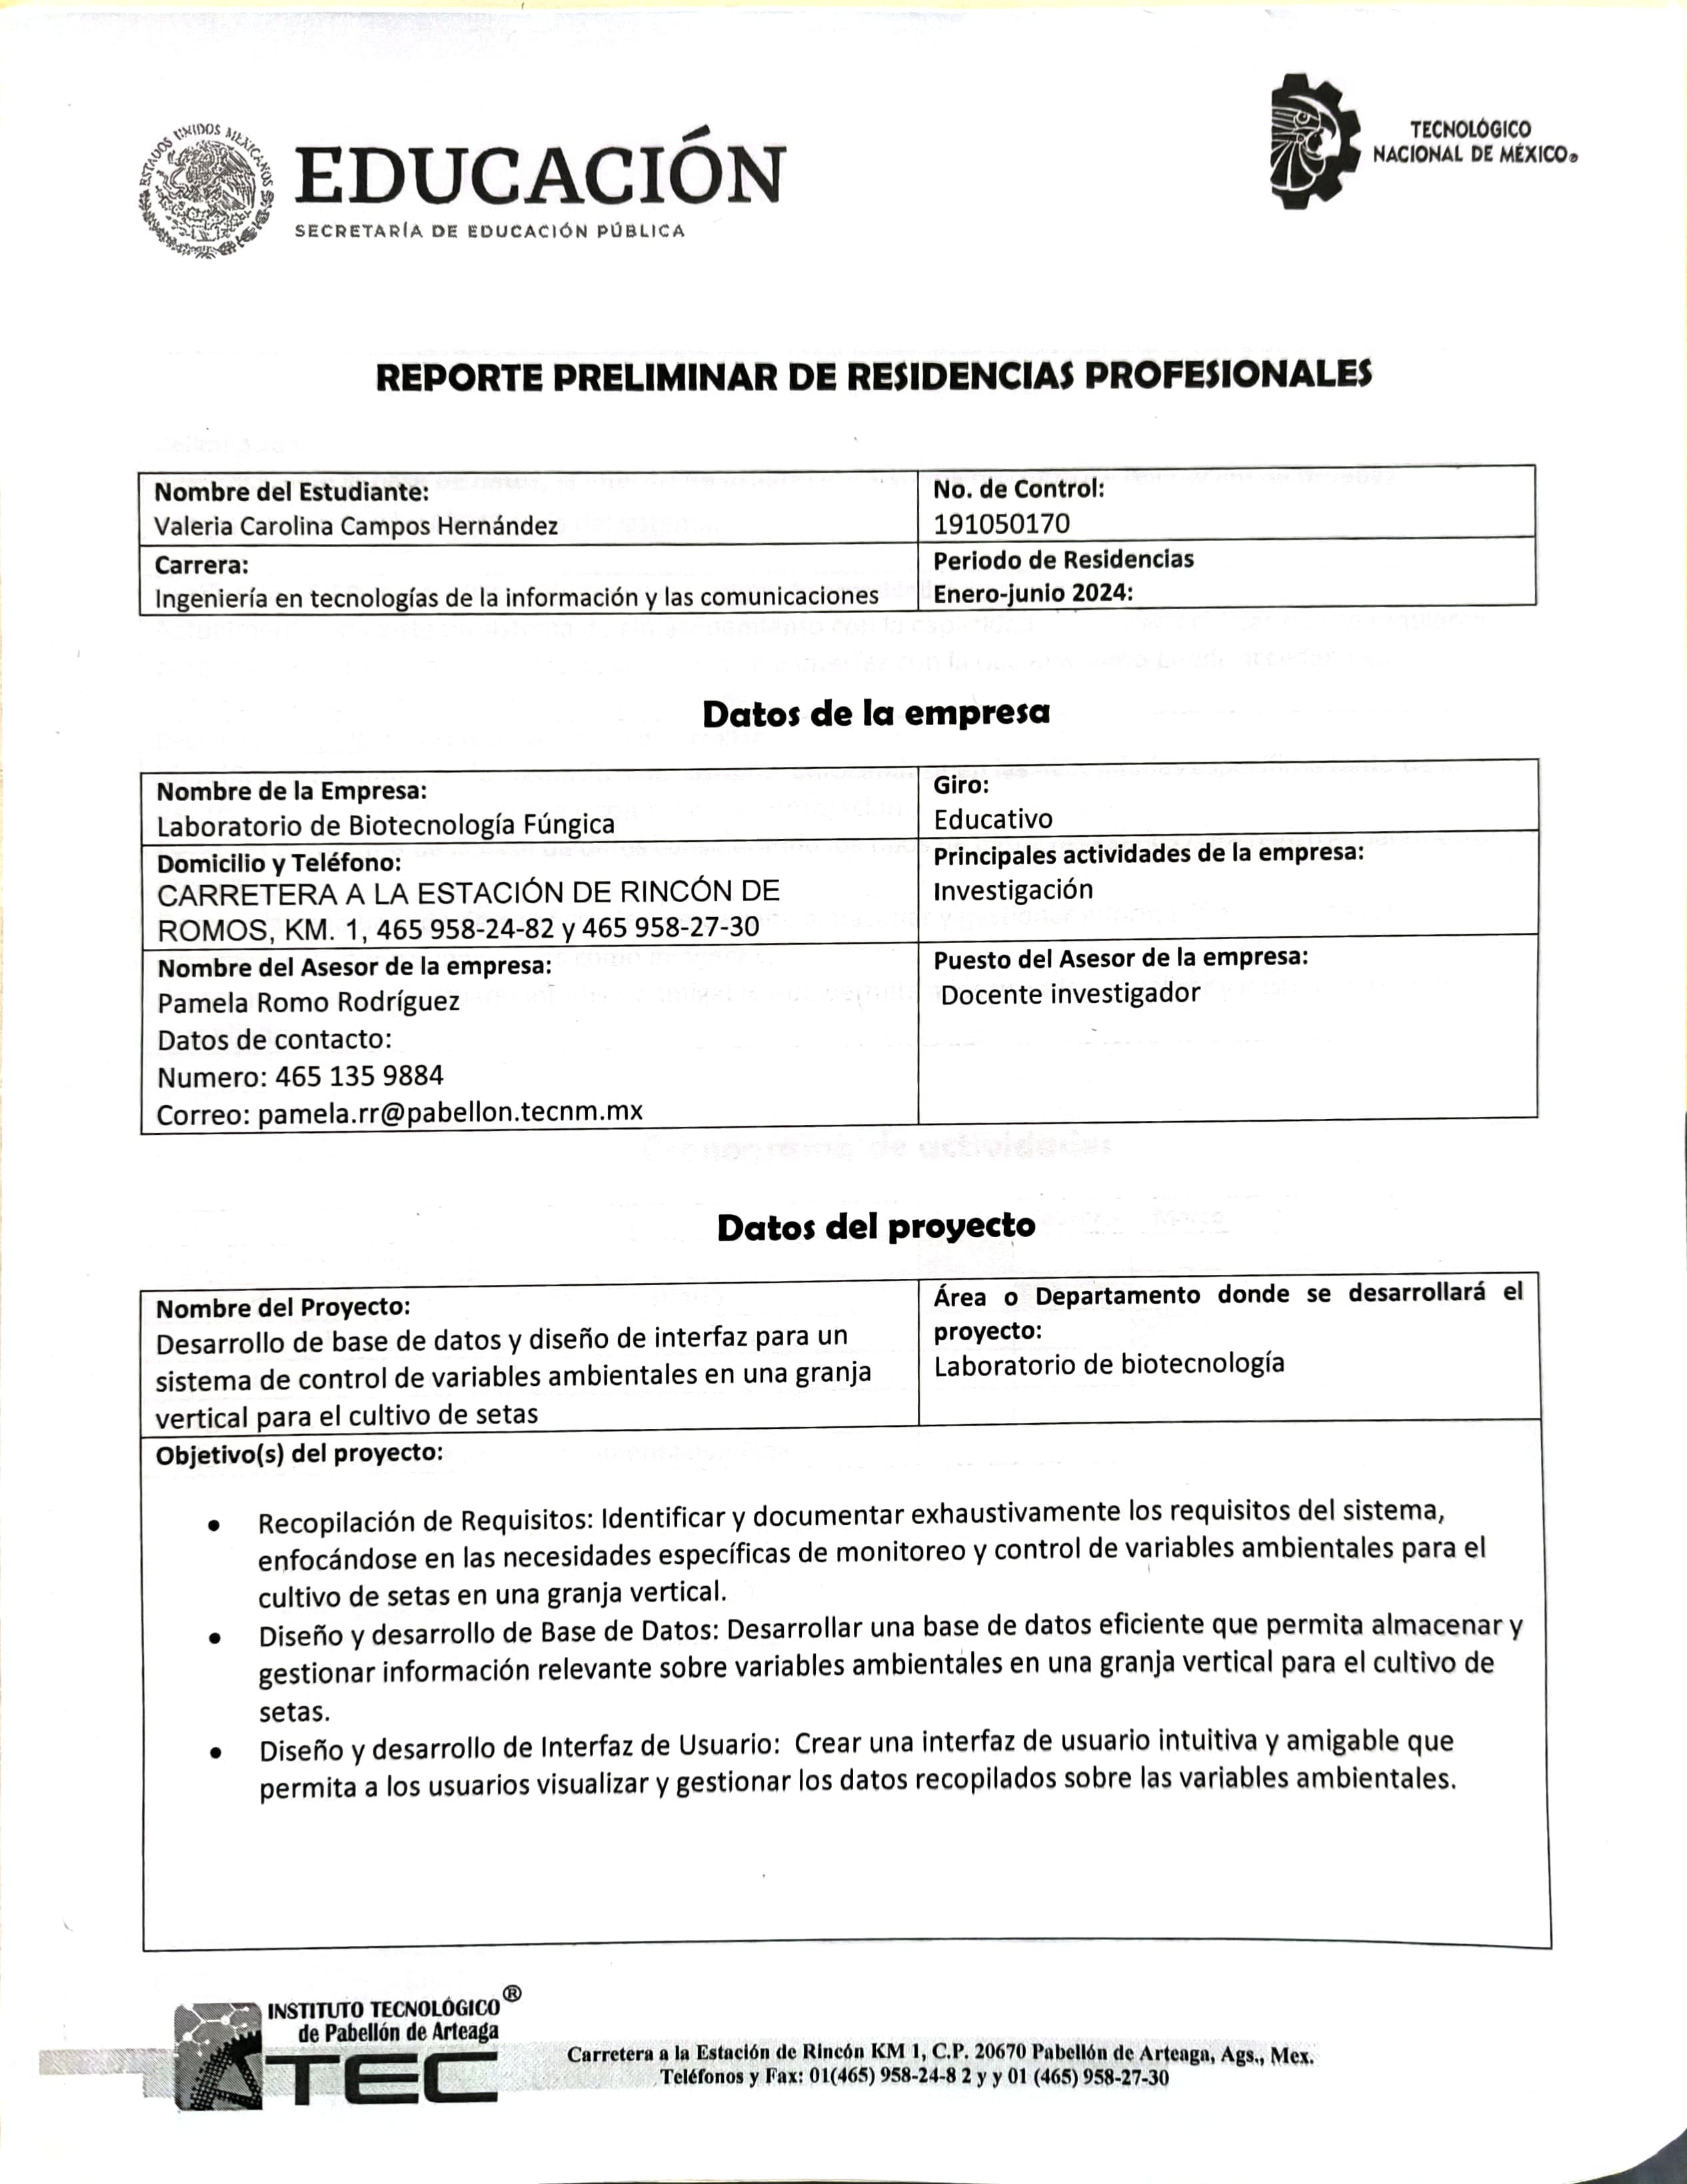 ESTADOS UNIDOS MEXICANOS
EDUCACIÓN
SECRETARÍA DE EDUCACIÓN PÚBLICA
TECNOLÓGICO
NACIONAL DE MÉXICO®
REPORTE PRELIMINAR DE RESIDENCIAS PROFESIONALES
Nombre del Estudiante:
Valeria Carolina Campos Hernández
No. de Control:
191050170
Carrera:
Ingeniería en tecnologías de la información y las comunicaciones
Periodo de Residencias
Enero-junio 2024:
Datos de la empresa
Nombre de la Empresa:
Laboratorio de Biotecnología Fúngica
Giro:
Educativo
Domicilio y Teléfono:
CARRETERA A LA ESTACIÓN DE RINCÓN DE
ROMOS, KM. 1, 465 958-24-82 y 465 958-27-30
Principales actividades de la empresa:
Investigación
Nombre del Asesor de la empresa:
Pamela Romo Rodríguez
Datos de contacto:
Numero: 465 135 9884
Correo: pamela.rr@pabellon.tecnm.mx
Puesto del Asesor de la empresa:
Docente investigador
Datos del proyecto
Nombre del Proyecto:
Desarrollo de base de datos y diseño de interfaz para un
sistema de control de variables ambientales en una granja
vertical para el cultivo de setas
Área o Departamento donde se desarrollará el
proyecto:
Laboratorio de biotecnología
Objetivo(s) del proyecto:
• Recopilación de Requisitos: Identificar y documentar exhaustivamente los requisitos del sistema,
enfocándose en las necesidades específicas de monitoreo y control de variables ambientales para el
cultivo de setas en una granja vertical.
• Diseño y desarrollo de Base de Datos: Desarrollar una base de datos eficiente que permita almacenar y
gestionar información relevante sobre variables ambientales en una granja vertical para el cultivo de
setas.
• Diseño y desarrollo de Interfaz de Usuario: Crear una interfaz de usuario intuitiva y amigable que
permita a los usuarios visualizar y gestionar los datos recopilados sobre las variables ambientales.
INSTITUTO TECNOLÓGICO®
de Pabellón de Arteaga
ATEC
Carretera a la Estación de Rincón KM 1, C.P. 20670 Pabellón de Arteaga, Ags., Mex.
Teléfonos y Fax: 01(465) 958-24-8 2 y y 01 (465) 958-27-30